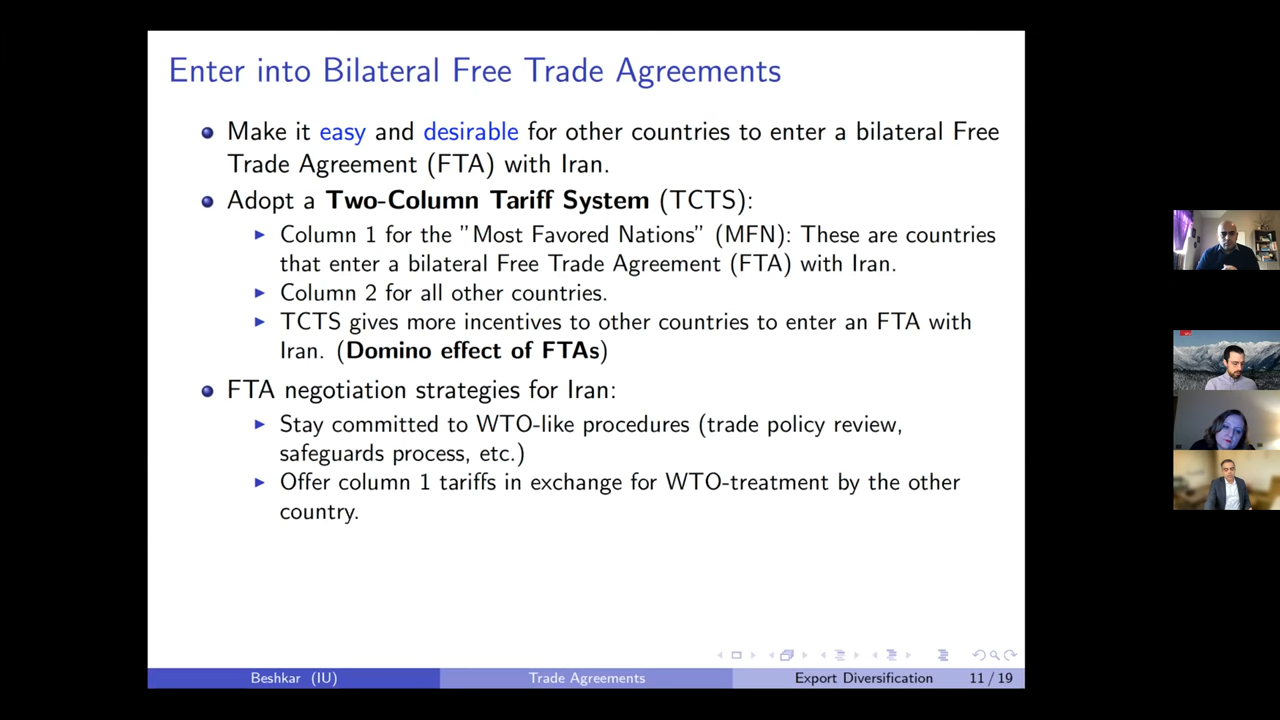 Enter into Bilateral Free Trade Agreements
Make it easy and desirable for other countries to enter a bilateral Free
Trade Agreement (FTA) with Iran.
Adopt a Two-Column Tariff System (TCTS):
Column 1 for the "Most Favored Nations" (MFN): These are countries
that enter a bilateral Free Trade Agreement (FTA) with Iran.
Column 2 for all other countries.
TCTS gives more incentives to other countries to enter an FTA with
Iran. (Domino effect of FTAs)
FTA negotiation strategies for Iran:
Stay committed to WTO-like procedures (trade policy review,
safeguards process, etc.)
Offer column 1 tariffs in exchange for WTO-treatment by the other
country.
Beshkar (IU) Trade Agreements Export Diversification 11 / 19